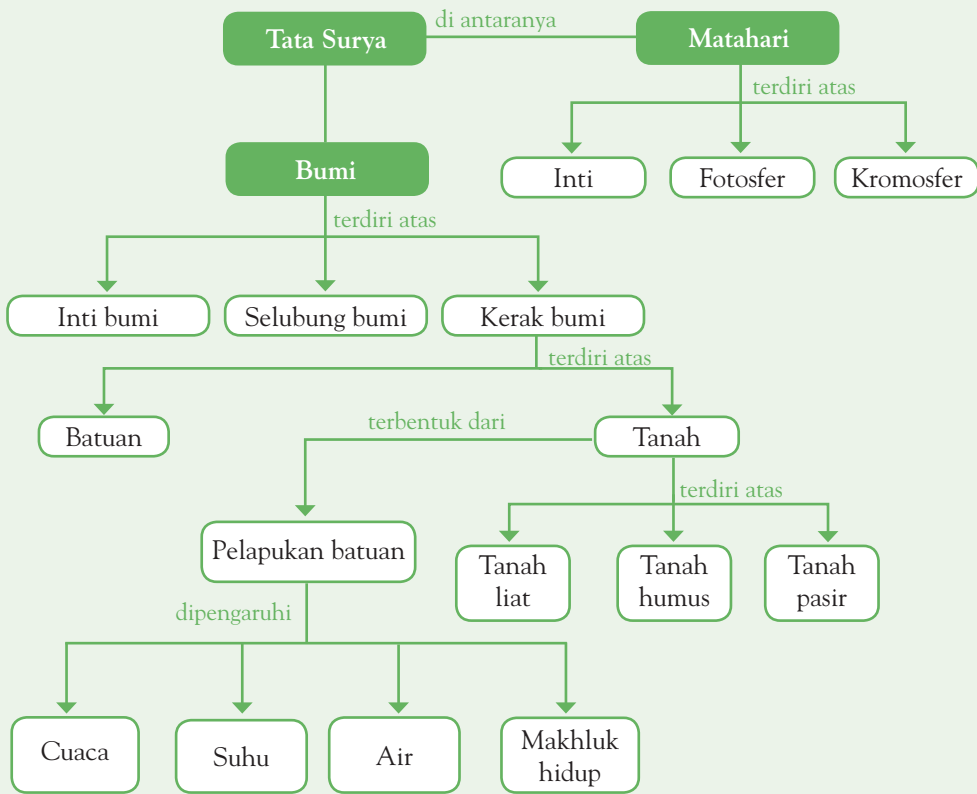 Tata Surya
di antaranya
Matahari
terdiri atas
Inti
Fotosfer
Kromosfer
Bumi
terdiri atas
Inti bumi
Selubung bumi
Kerak bumi
terdiri atas
Batuan
Tanah
terbentuk dari
terdiri atas
Pelapukan batuan
Tanah
liat
Tanah
humus
Tanah
pasir
dipengaruhi
Cuaca
Suhu
Air
Makhluk
hidup